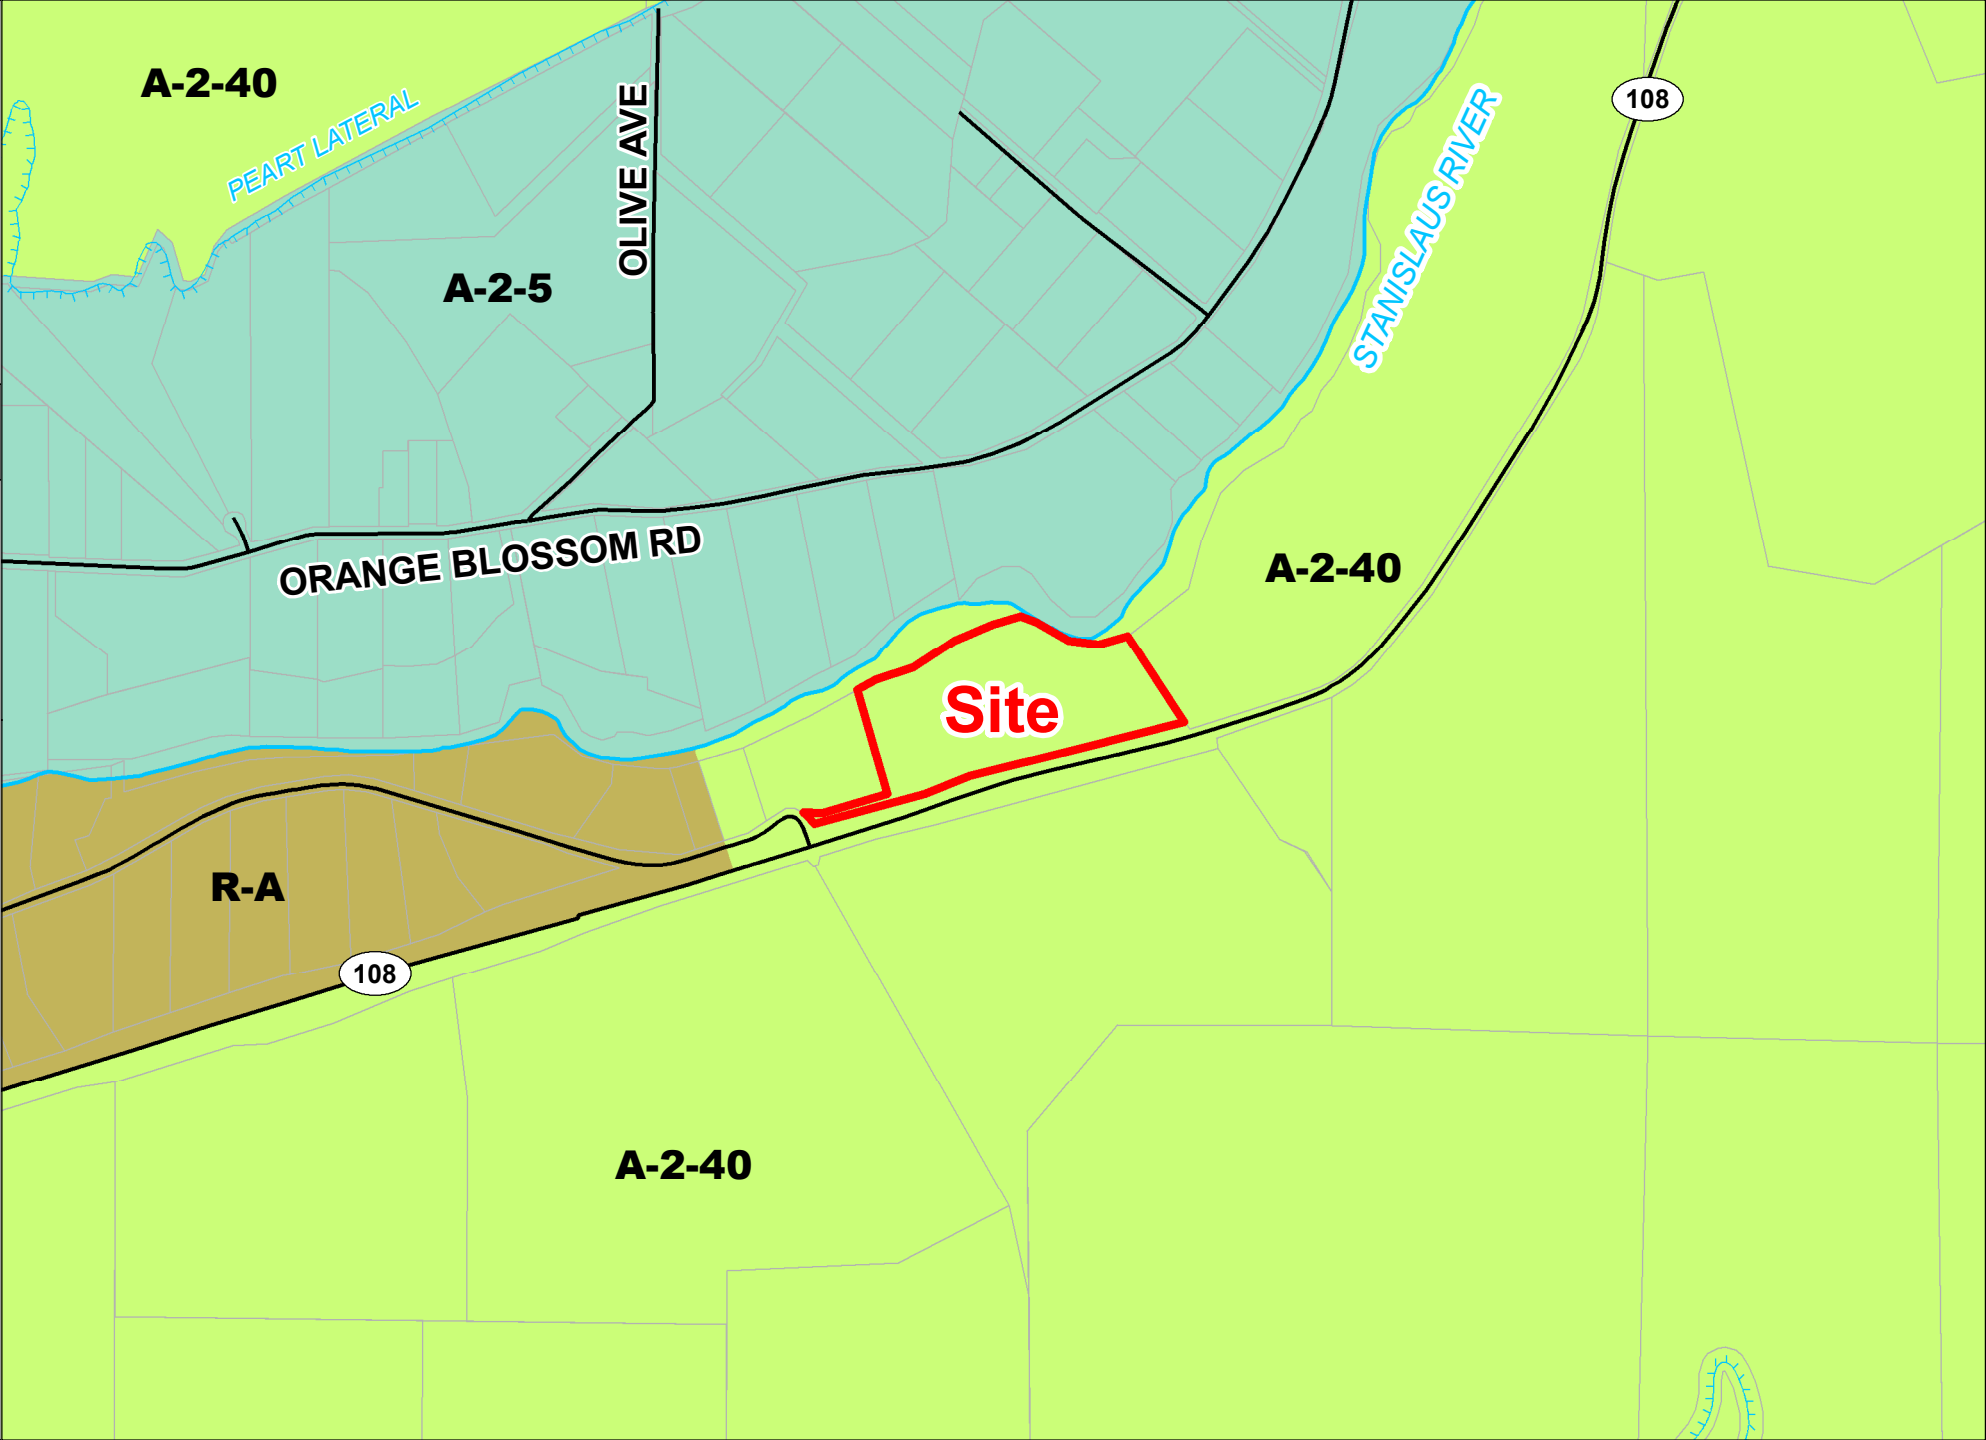 A-2-40
PEART LATERAL
OLIVE AVE
108
STANISLAUS RIVER
A-2-5
ORANGE BLOSSOM RD
A-2-40
Site
R-A
108
A-2-40